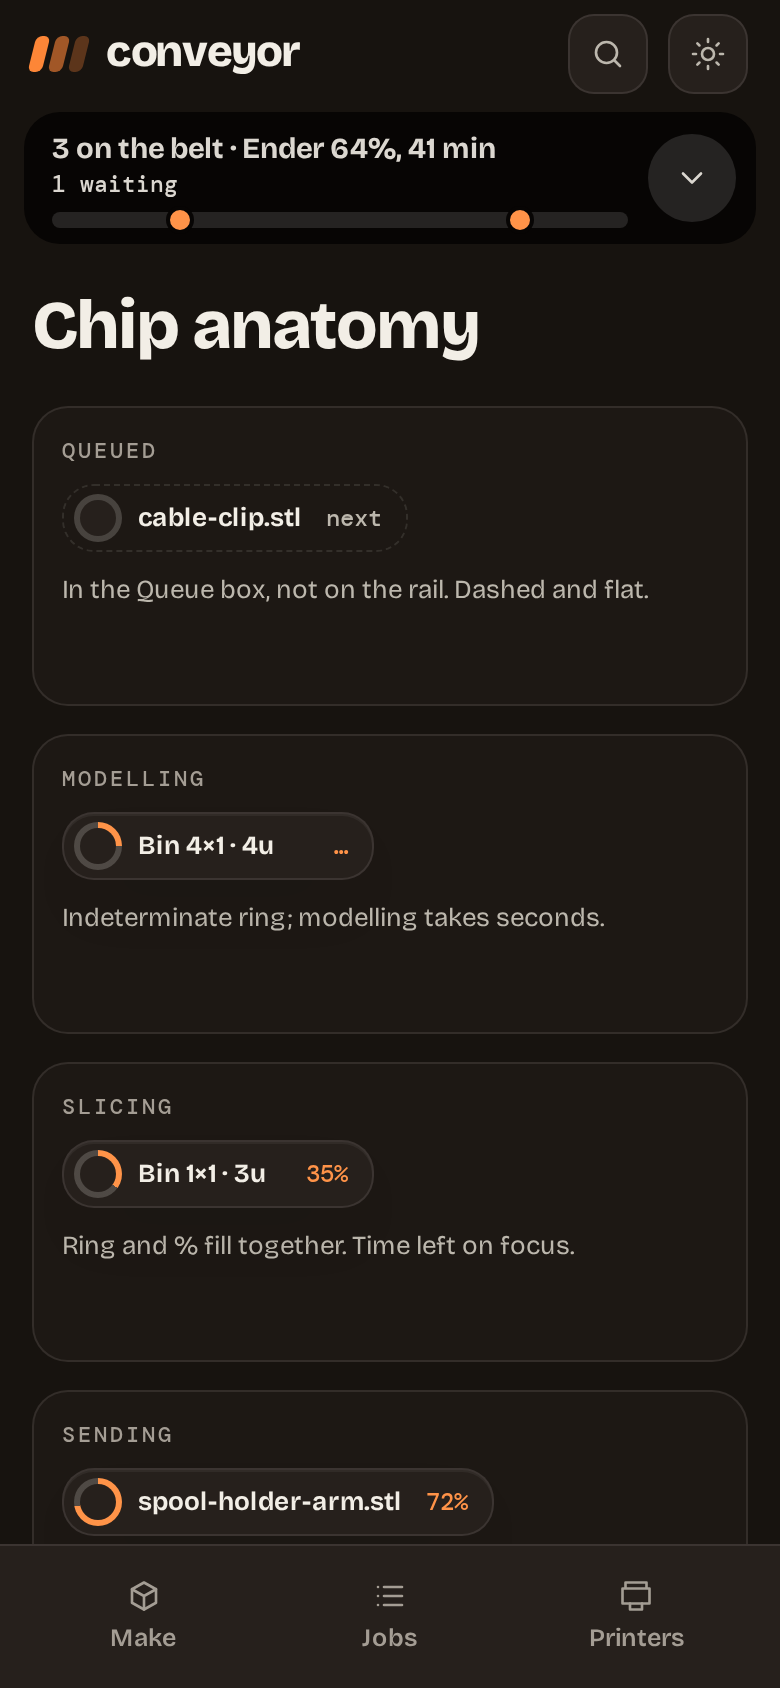 conveyor
3 on the belt · Ender 64%, 41 min
1 waiting
Chip anatomy
QUEUED
cable-clip.stl next
In the Queue box, not on the rail. Dashed and flat.
MODELLING
Bin 4×1 · 4u …
Indeterminate ring; modelling takes seconds.
SLICING
Bin 1×1 · 3u 35%
Ring and % fill together. Time left on focus.
SENDING
spool-holder-arm.stl 72%
Make Jobs Printers